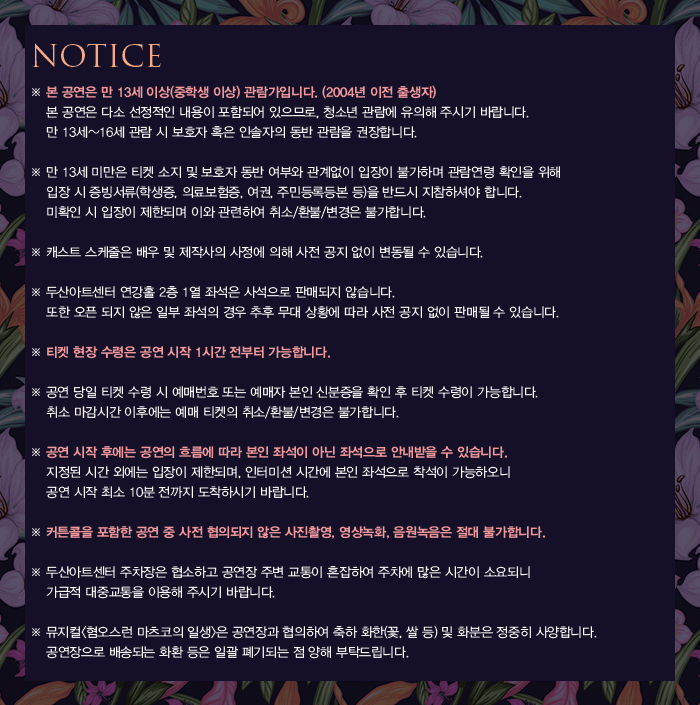 NOTICE
※ 본 공연은 만 13세 이상(중학생 이상) 관람가입니다. (2004년 이전 출생자)
본 공연은 다소 선정적인 내용이 포함되어 있으므로, 청소년 관람에 유의해 주시기 바랍니다.
만 13세~16세 관람 시 보호자 혹은 인솔자의 동반 관람을 권장합니다.
※ 만 13세 미만은 티켓 소지 및 보호자 동반 여부와 관계없이 입장이 불가하며 관람연령 확인을 위해
입장 시 증빙서류(학생증, 의료보험증, 여권, 주민등록등본 등)을 반드시 지참하셔야 합니다.
미확인 시 입장이 제한되며 이와 관련하여 취소/환불/변경은 불가합니다.
※ 캐스트 스케줄은 배우 및 제작사의 사정에 의해 사전 공지 없이 변동될 수 있습니다.
※ 두산아트센터 연강홀 2층 1열 좌석은 사석으로 판매되지 않습니다.
또한 오픈 되지 않은 일부 좌석의 경우 추후 무대 상황에 따라 사전 공지 없이 판매될 수 있습니다.
※ 티켓 현장 수령은 공연 시작 1시간 전부터 가능합니다.
※ 공연 당일 티켓 수령 시 예매번호 또는 예매자 본인 신분증을 확인 후 티켓 수령이 가능합니다.
취소 마감시간 이후에는 예매 티켓의 취소/환불/변경은 불가합니다.
※ 공연 시작 후에는 공연의 흐름에 따라 본인 좌석이 아닌 좌석으로 안내받을 수 있습니다.
지정된 시간 외에는 입장이 제한되며, 인터미션 시간에 본인 좌석으로 착석이 가능하오니
공연 시작 최소 10분 전까지 도착하시기 바랍니다.
※ 커튼콜을 포함한 공연 중 사전 협의되지 않은 사진촬영, 영상녹화, 음원녹음은 절대 불가합니다.
※ 두산아트센터 주차장은 협소하고 공연장 주변 교통이 혼잡하여 주차에 많은 시간이 소요되니
가급적 대중교통을 이용해 주시기 바랍니다.
※ 뮤지컬<혐오스런 마츠코의 일생>은 공연장과 협의하여 축하 화한(꽃, 쌀 등) 및 화분은 정중히 사양합니다.
공연장으로 배송되는 화환 등은 일괄 폐기되는 점 양해 부탁드립니다.